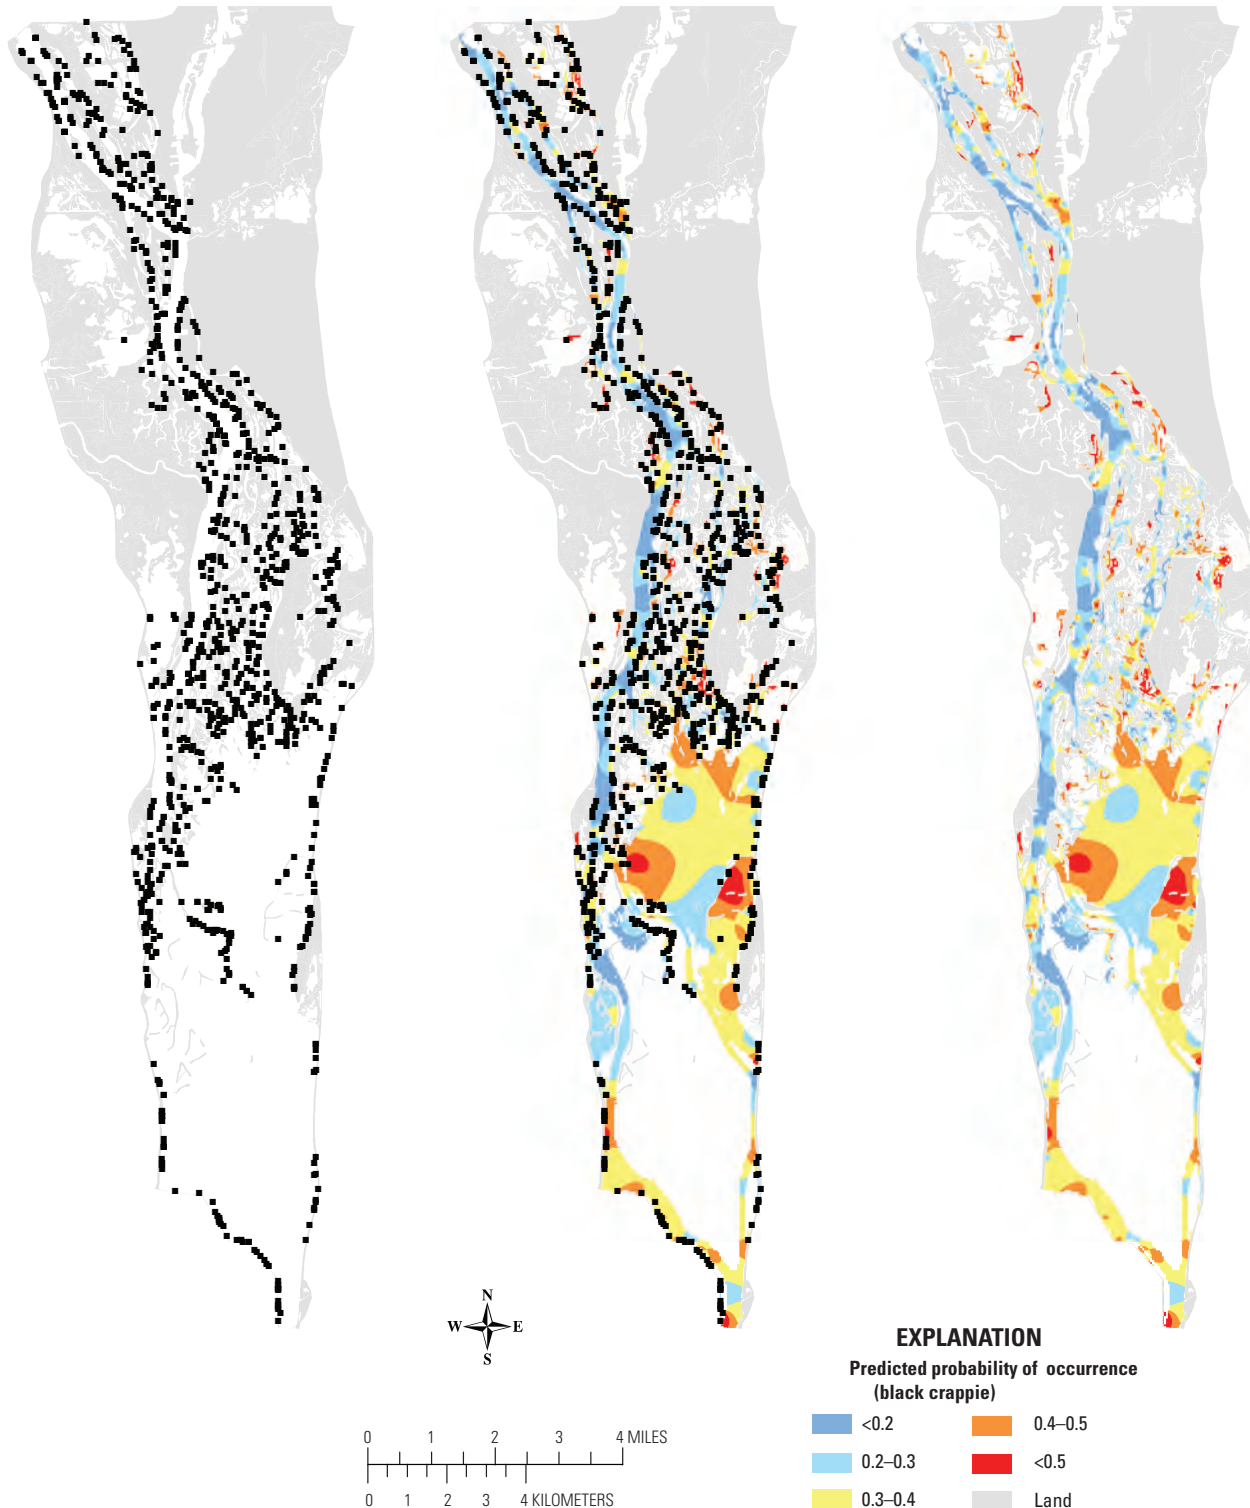 N
W E
S
EXPLANATION
Predicted probability of occurrence
(black crappie)
<0.2 0.4–0.5
0.2–0.3 <0.5
0.3–0.4 Land
0 1 2 3 4 MILES
0 1 2 3 4 KILOMETERS